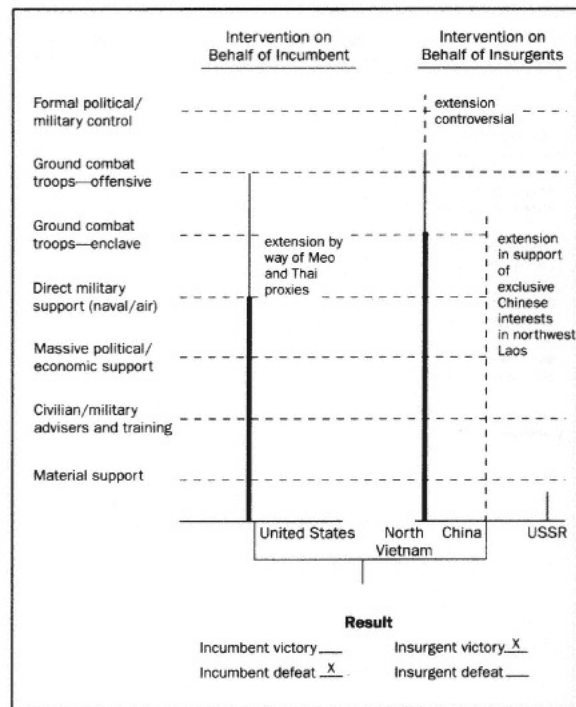 Intervention on
Behalf of Incumbent
Intervention on
Behalf of Insurgents
Formal political/
military control
extension
controversial
Ground combat
troops—offensive
Ground combat
troops—enclave
extension by
way of Meo
and Thai
proxies
extension
in support
of
exclusive
Chinese
interests
in northwest
Laos
Direct military
support (naval/air)
Massive political/
economic support
Civilian/military
advisers and training
Material support
United States
North
Vietnam
China
USSR
Result
Incumbent victory
Insurgent victory X
Incumbent defeat X
Insurgent defeat